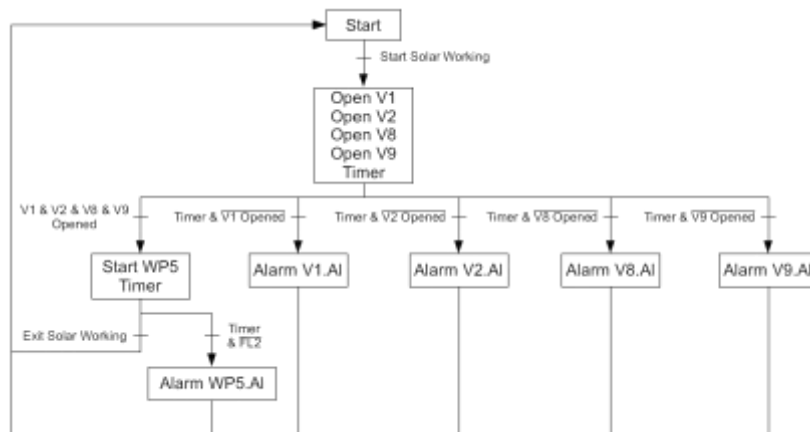 Start
Start Solar Working
Open V1
Open V2
Open V8
Open V9
Timer
V1 & V2 & V8 & V9
Opened
Timer & V1 Opened
Timer & V2 Opened
Timer & V8 Opened
Timer & V9 Opened
Start WP5
Timer
Alarm V1.Al
Alarm V2.Al
Alarm V8.Al
Alarm V9.Al
Exit Solar Working
Timer
& FL2
Alarm WP5.Al